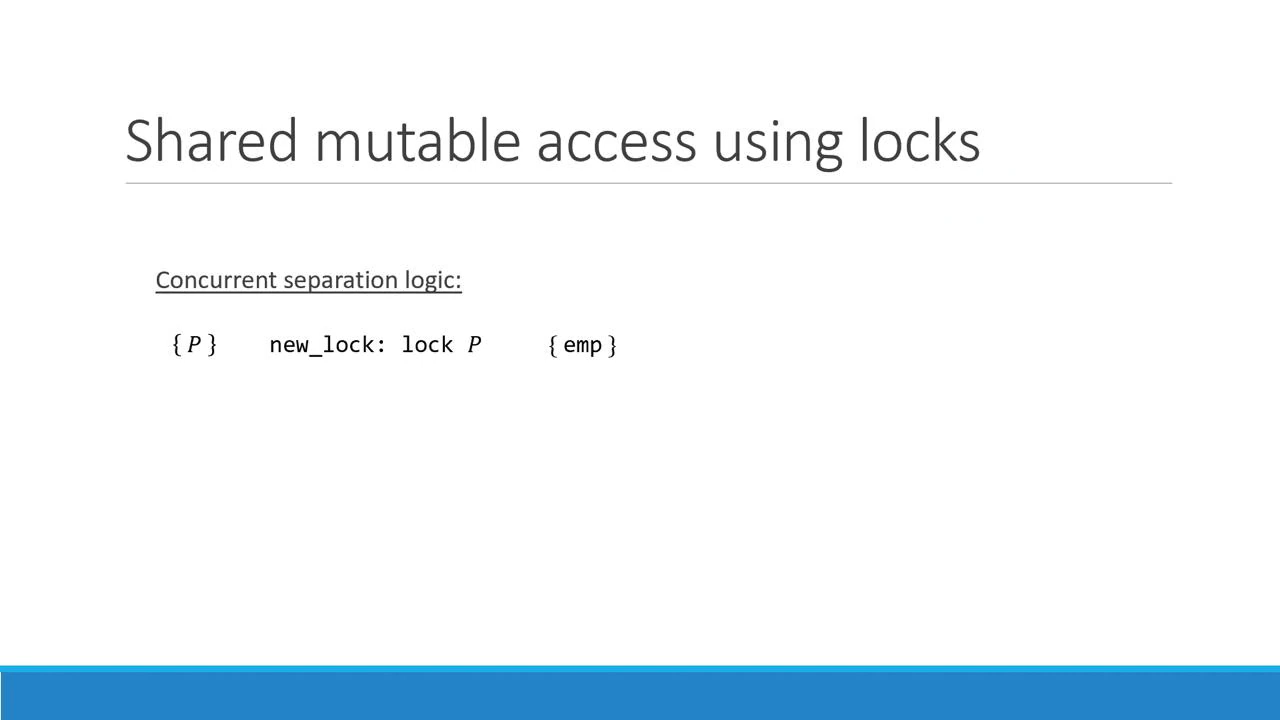 Shared mutable access using locks
Concurrent separation logic:
{ P } new_lock: lock P { emp }